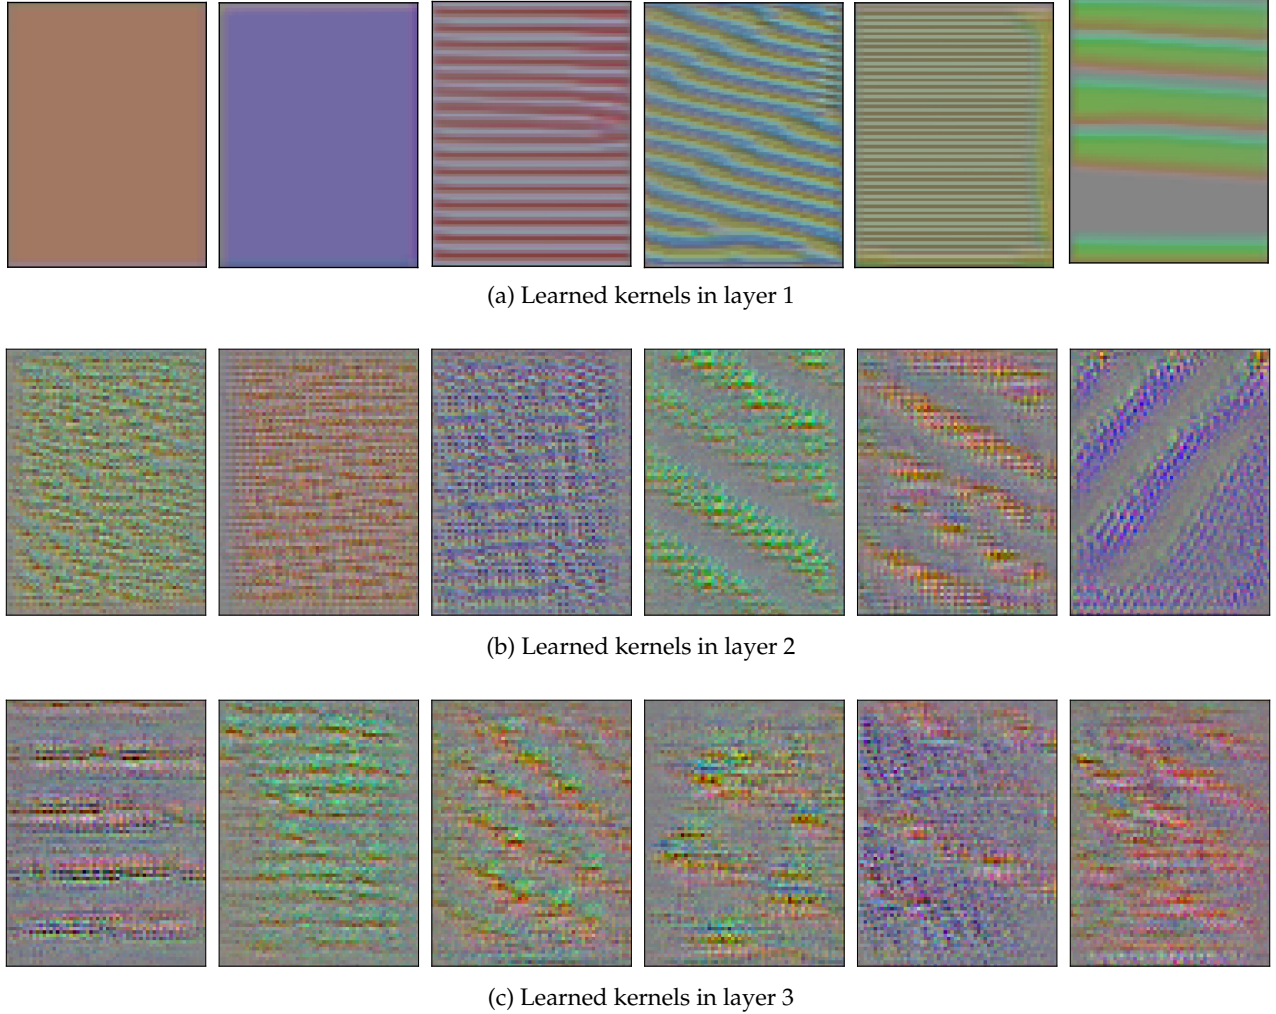 (a) Learned kernels in layer 1
(b) Learned kernels in layer 2
(c) Learned kernels in layer 3